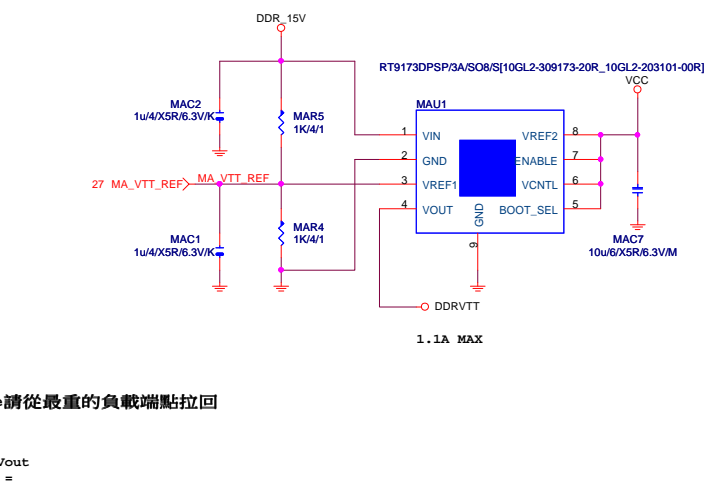 DDR_15V
RT9173DPSP/3A/SO8/S[10GL2-309173-20R_10GL2-203101-00R]
VCC
MAC2
1u/4/X5R/6.3V/K
MAR5
1K/4/1
MAU1
1 VIN VREF2 8
2 GND ENABLE 7
27 MA_VTT_REF MA_VTT_REF
3 VREF1 VCNTL 6
4 VOUT BOOT_SEL 5
GND
9
MAR4
1K/4/1
MAC1
1u/4/X5R/6.3V/K
MAC7
10u/6/X5R/6.3V/M
DDRVTT
1.1A MAX
請從最重的負載端點拉回
Vout
=